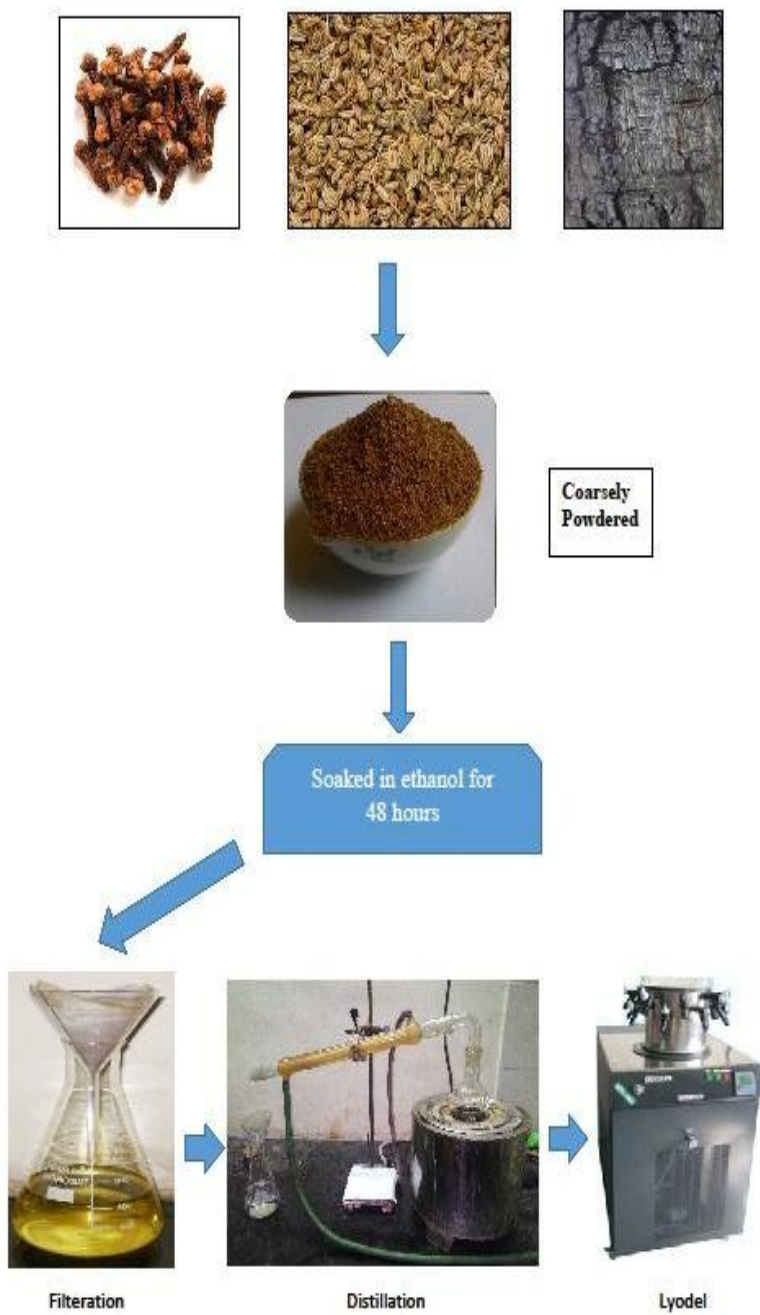 Coarsely
Powdered
Soaked in ethanol for
48 hours
Filteration
Distillation
Lyodel